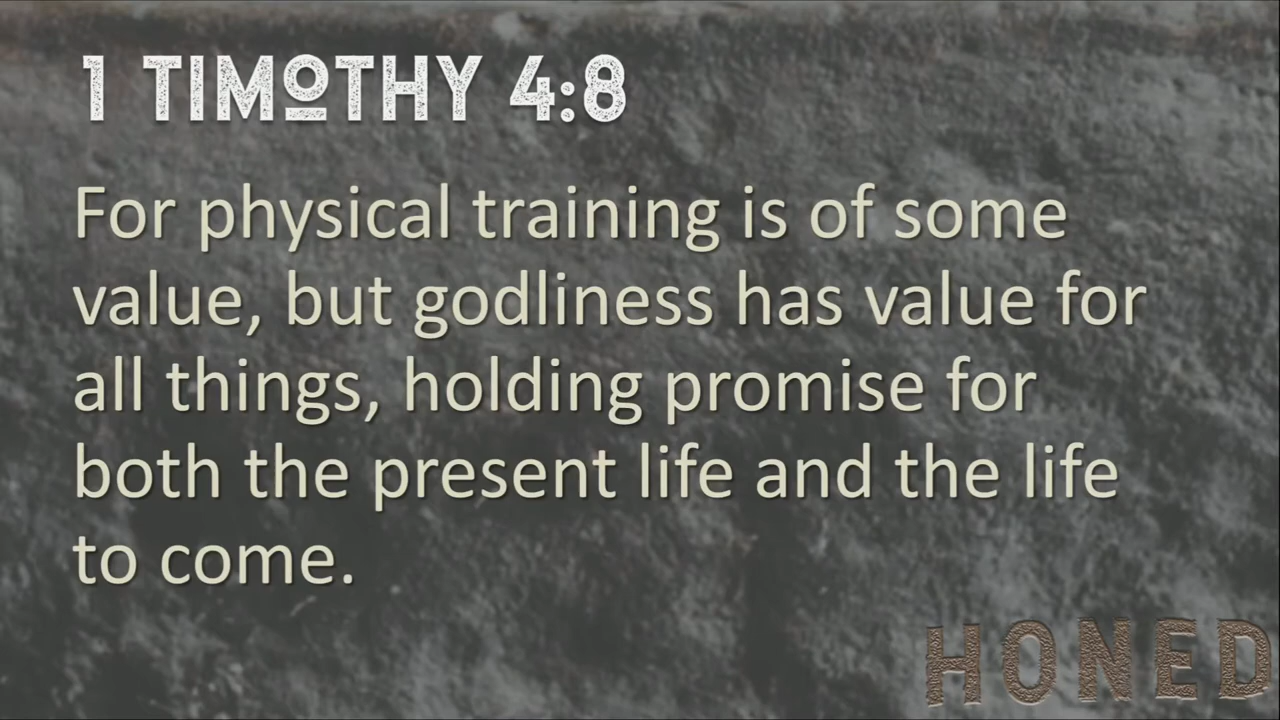 1 TIMOTHY 4:8
For physical training is of some
value, but godliness has value for
all things, holding promise for
both the present life and the life
to come.
HONED